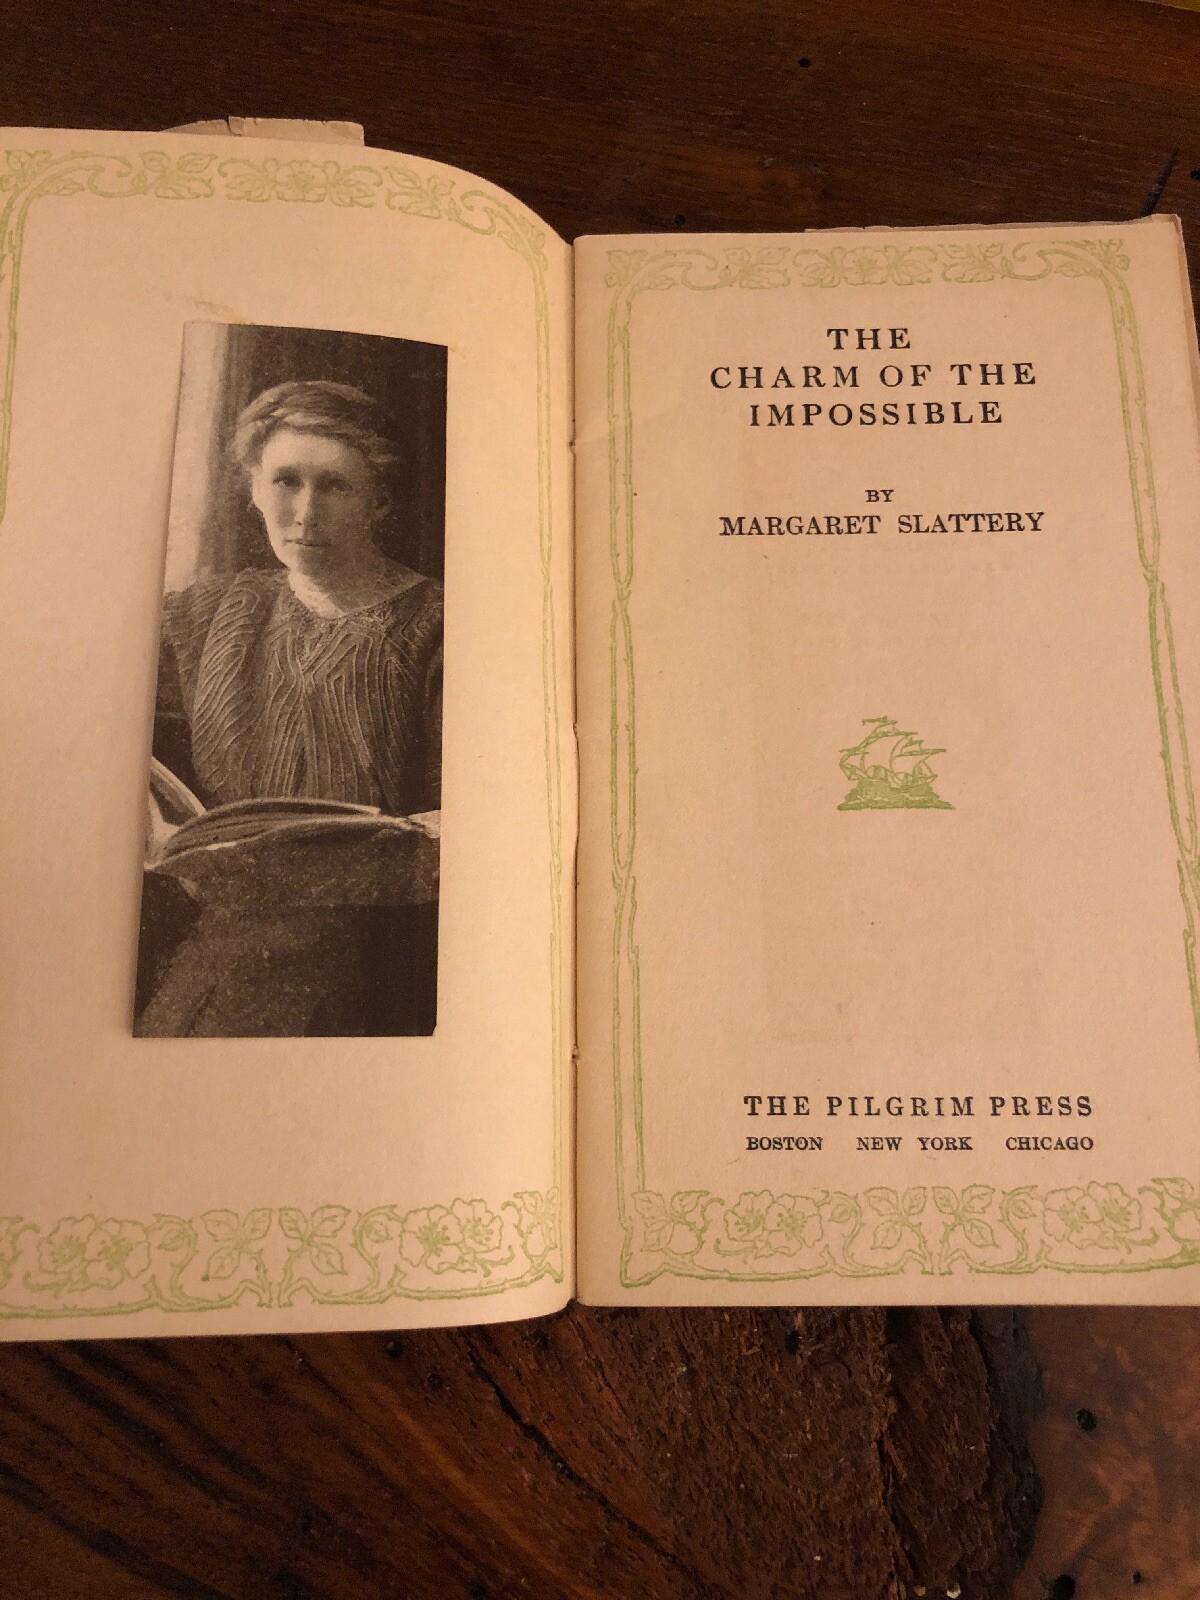 THE
CHARM OF THE
IMPOSSIBLE
BY
MARGARET SLATTERY
THE PILGRIM PRESS
BOSTON NEW YORK CHICAGO